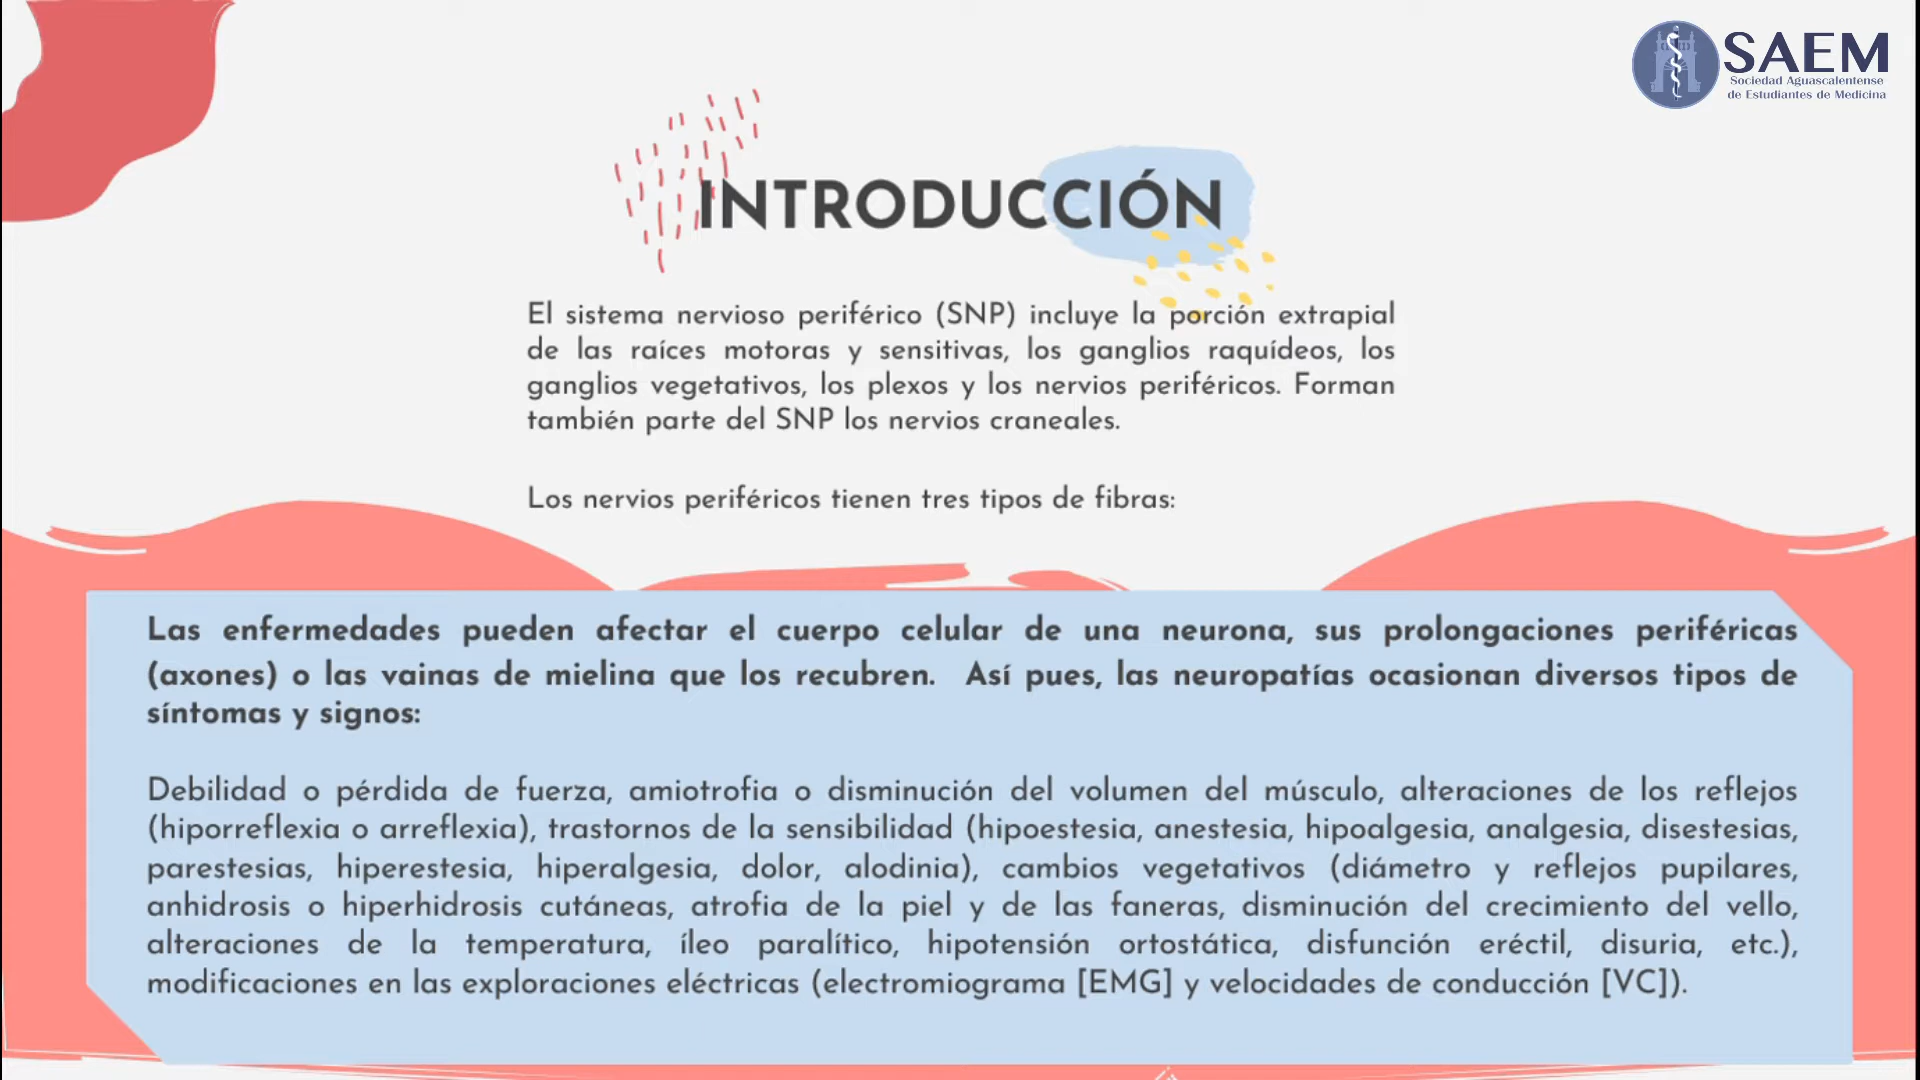 SAEM
Sociedad Aguascalentense
de Estudiantes de Medicina
INTRODUCCIÓN
El sistema nervioso periférico (SNP) incluye la porción extrapial
de las raíces motoras y sensitivas, los ganglios raquídeos, los
ganglios vegetativos, los plexos y los nervios periféricos. Forman
también parte del SNP los nervios craneales.
Los nervios periféricos tienen tres tipos de fibras:
Las enfermedades pueden afectar el cuerpo celular de una neurona, sus prolongaciones periféricas
(axones) o las vainas de mielina que los recubren. Así pues, las neuropatías ocasionan diversos tipos de
síntomas y signos:
Debilidad o pérdida de fuerza, amiotrofia o disminución del volumen del músculo, alteraciones de los reflejos
(hiporreflexia o arreflexia), trastornos de la sensibilidad (hipoestesia, anestesia, hipoalgesia, analgesia, disestesias,
parestesias, hiperestesia, hiperalgesia, dolor, alodinia), cambios vegetativos (diámetro y reflejos pupilares,
anhidrosis o hiperhidrosis cutáneas, atrofia de la piel y de las faneras, disminución del crecimiento del vello,
alteraciones de la temperatura, íleo paralítico, hipotensión ortostática, disfunción eréctil, disuria, etc.),
modificaciones en las exploraciones eléctricas (electromiograma [EMG] y velocidades de conducción [VC]).